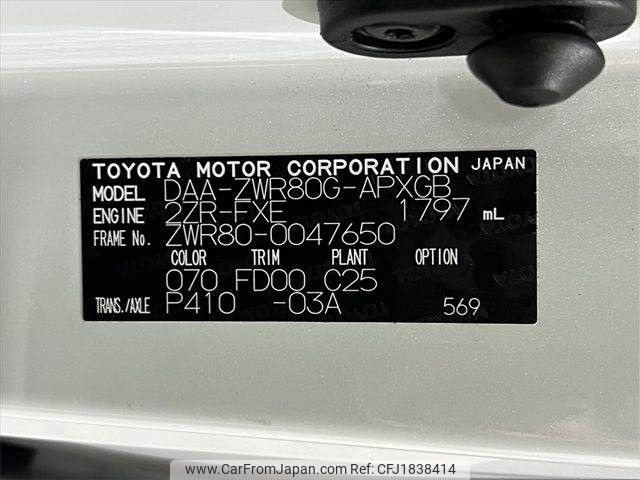 TOYOTA MOTOR CORPORATION JAPAN
MODEL DAA-ZWR80G-APXGB
ENGINE 2ZR-FXE 1797 mL
FRAME No. ZWR80-0047650
COLOR TRIM PLANT OPTION
070 FD00 C25
TRANS./AXLE P410 -03A 569
www.CarFromJapan.com Ref No. CFJ1838414